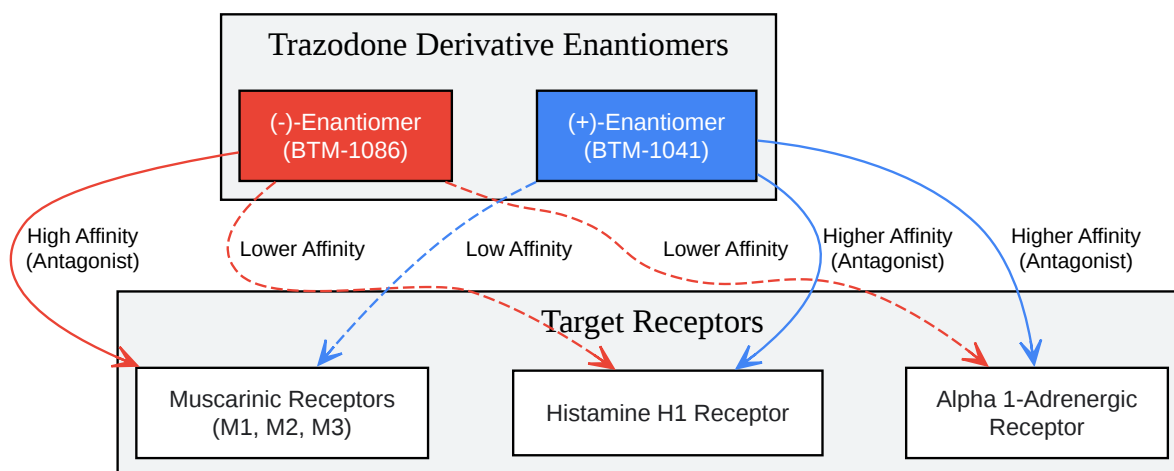 Trazodone Derivative Enantiomers
(-)-Enantiomer
(BTM-1086)
(+)-Enantiomer
(BTM-1041)
High Affinity
(Antagonist)
Lower Affinity
Low Affinity
Lower Affinity
Higher Affinity
(Antagonist)
Higher Affinity
(Antagonist)
Target Receptors
Muscarinic Receptors
(M1, M2, M3)
Histamine H1 Receptor
Alpha 1-Adrenergic
Receptor